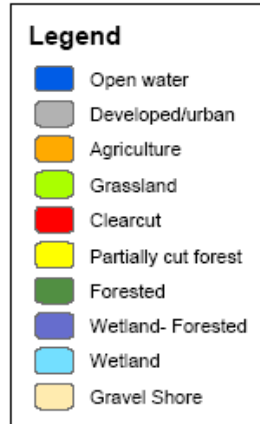 Legend
Open water
Developed/urban
Agriculture
Grassland
Clearcut
Partially cut forest
Forested
Wetland- Forested
Wetland
Gravel Shore